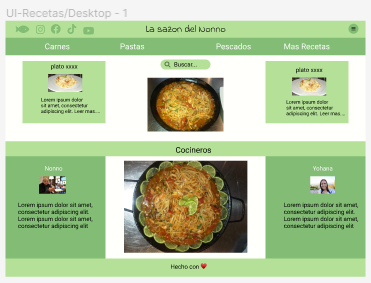 UI-Recetas/Desktop - 1
La sazon del Nonno
Carnes Pastas Pescados Mas Recetas
plato xxxx
Lorem ipsum dolor
sit amet, consectetur
adipiscing elit. Leer mas....
Buscar...
plato xxxx
Lorem ipsum dolor
sit amet, consectetur
adipiscing elit. Leer mas....
Cocineros
Nonno
Lorem ipsum dolor sit amet,
consectetur adipiscing elit.
Lorem ipsum dolor sit amet,
consectetur adipiscing elit
Yohana
Lorem ipsum dolor sit amet,
consectetur adipiscing elit.
Lorem ipsum dolor sit amet,
consectetur adipiscing elit
Hecho con ❤️